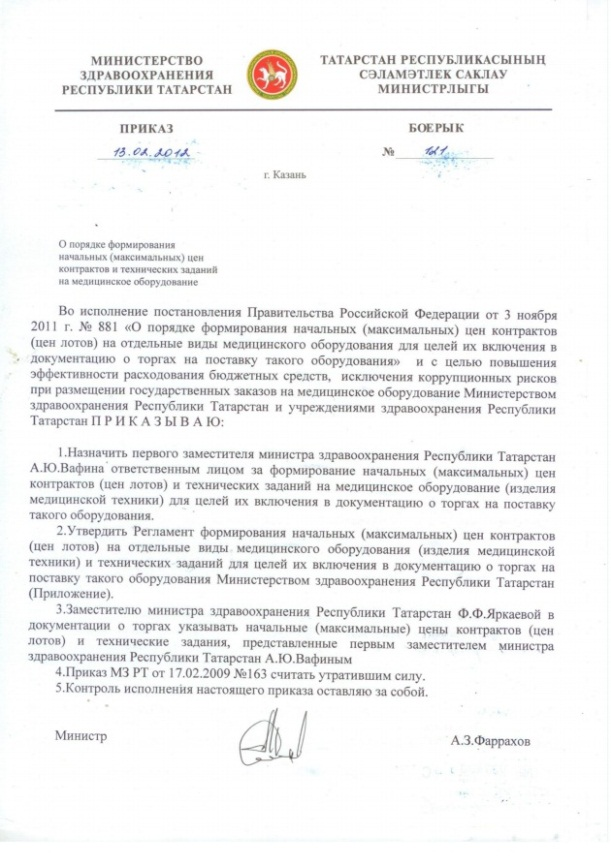 МИНИСТЕРСТВО
ЗДРАВООХРАНЕНИЯ
РЕСПУБЛИКИ ТАТАРСТАН
ТАТАРСТАН РЕСПУБЛИКАСЫНЫҢ
СӘЛАМӘТЛЕК САКЛАУ
МИНИСТРЛЫГЫ
ПРИКАЗ
БОЕРЫК
13.02.2012
№ 121
г. Казань
О порядке формирования
начальных (максимальных) цен
контрактов и технических заданий
на медицинское оборудование
Во исполнение постановления Правительства Российской Федерации от 3 ноября
2011 г. № 881 «О порядке формирования начальных (максимальных) цен контрактов
(цен лотов) на отдельные виды медицинского оборудования для целей их включения в
документацию о торгах на поставку такого оборудования» и с целью повышения
эффективности расходования бюджетных средств, исключения коррупционных рисков
при размещении государственных заказов на медицинское оборудование Министерством
здравоохранения Республики Татарстан и учреждениями здравоохранения Республики
Татарстан П Р И К А З Ы В А Ю:
1.Назначить первого заместителя министра здравоохранения Республики Татарстан
А.Ю.Вафина ответственным лицом за формирование начальных (максимальных) цен
контрактов (цен лотов) и технических заданий на медицинское оборудование (изделия
медицинской техники) для целей их включения в документацию о торгах на поставку
такого оборудования.
2.Утвердить Регламент формирования начальных (максимальных) цен контрактов
(цен лотов) на отдельные виды медицинского оборудования (изделия медицинской
техники) и технических заданий для целей их включения в документацию о торгах на
поставку такого оборудования Министерством здравоохранения Республики Татарстан
(Приложение).
3.Заместителю министра здравоохранения Республики Татарстан Ф.Ф.Яркаевой в
документации о торгах указывать начальные (максимальные) цены контрактов (цен
лотов) и технические задания, представленные первым заместителем министра
здравоохранения Республики Татарстан А.Ю.Вафиным
4.Приказ МЗ РТ от 17.02.2009 №163 считать утратившим силу.
5.Контроль исполнения настоящего приказа оставляю за собой.
Министр
А.З.Фаррахов